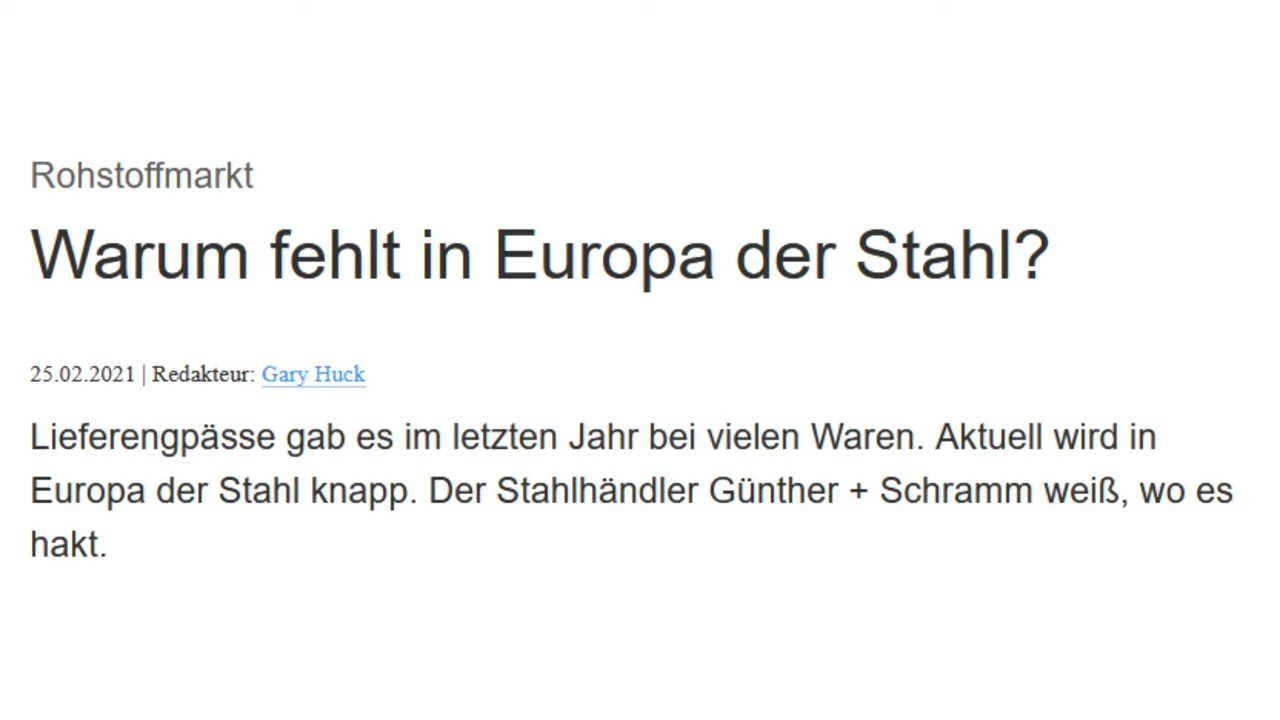 Rohstoffmarkt
Warum fehlt in Europa der Stahl?
25.02.2021 | Redakteur: Gary Huck
Lieferengpässe gab es im letzten Jahr bei vielen Waren. Aktuell wird in
Europa der Stahl knapp. Der Stahlhändler Günther + Schramm weiß, wo es
hakt.